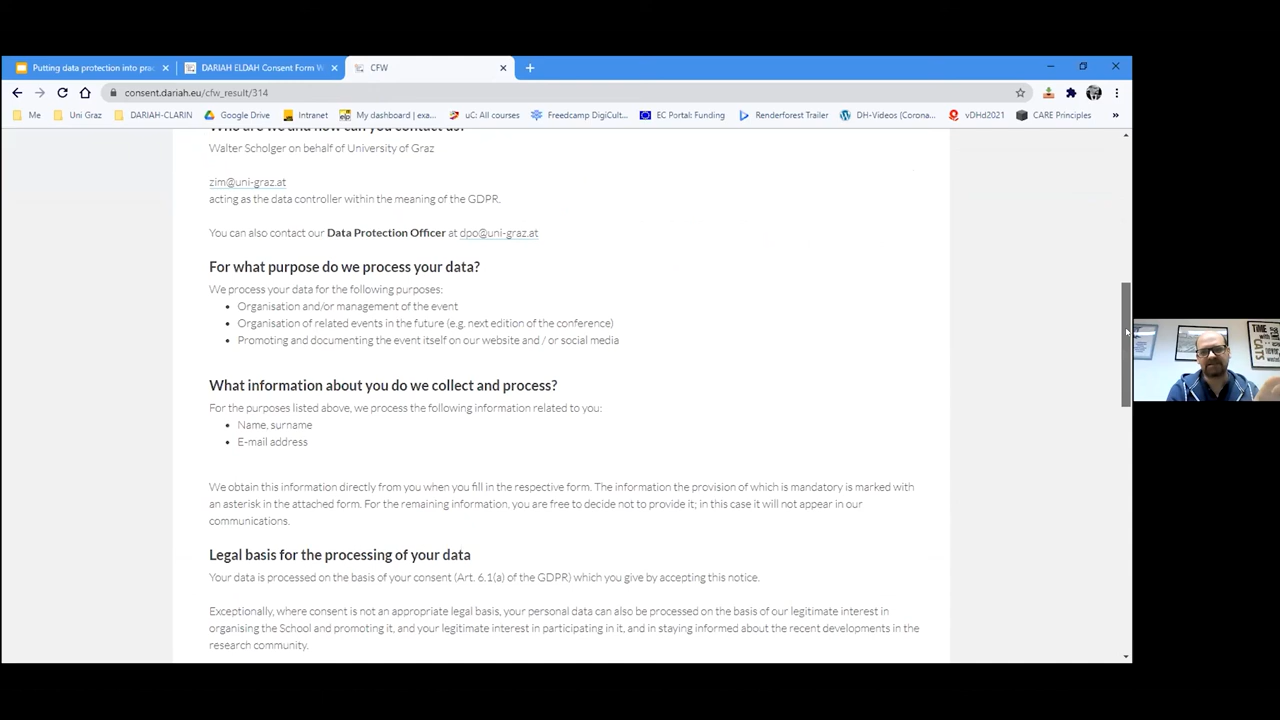 Putting data protection into prac
DARIAH ELDAH Consent Form W
CFW
consent.dariah.eu/cfw_result/314
Me
Uni Graz
DARIAH-CLARIN
Google Drive
Intranet
My dashboard | exa...
uC: All courses
Freedcamp DigiCult...
EC Portal: Funding
Renderforest Trailer
DH-Videos (Corona...
vDHd2021
CARE Principles
Who are we and how can you contact us?
Walter Scholger on behalf of University of Graz
zim@uni-graz.at
acting as the data controller within the meaning of the GDPR.
You can also contact our Data Protection Officer at dpo@uni-graz.at
For what purpose do we process your data?
We process your data for the following purposes:
Organisation and/or management of the event
Organisation of related events in the future (e.g. next edition of the conference)
Promoting and documenting the event itself on our website and / or social media
What information about you do we collect and process?
For the purposes listed above, we process the following information related to you:
Name, surname
E-mail address
We obtain this information directly from you when you fill in the respective form. The information the provision of which is mandatory is marked with
an asterisk in the attached form. For the remaining information, you are free to decide not to provide it; in this case it will not appear in our
communications.
Legal basis for the processing of your data
Your data is processed on the basis of your consent (Art. 6.1(a) of the GDPR) which you give by accepting this notice.
Exceptionally, where consent is not an appropriate legal basis, your personal data can also be processed on the basis of our legitimate interest in
organising the School and promoting it, and your legitimate interest in participating in it, and in staying informed about the recent developments in the
research community.
TIME
CATS